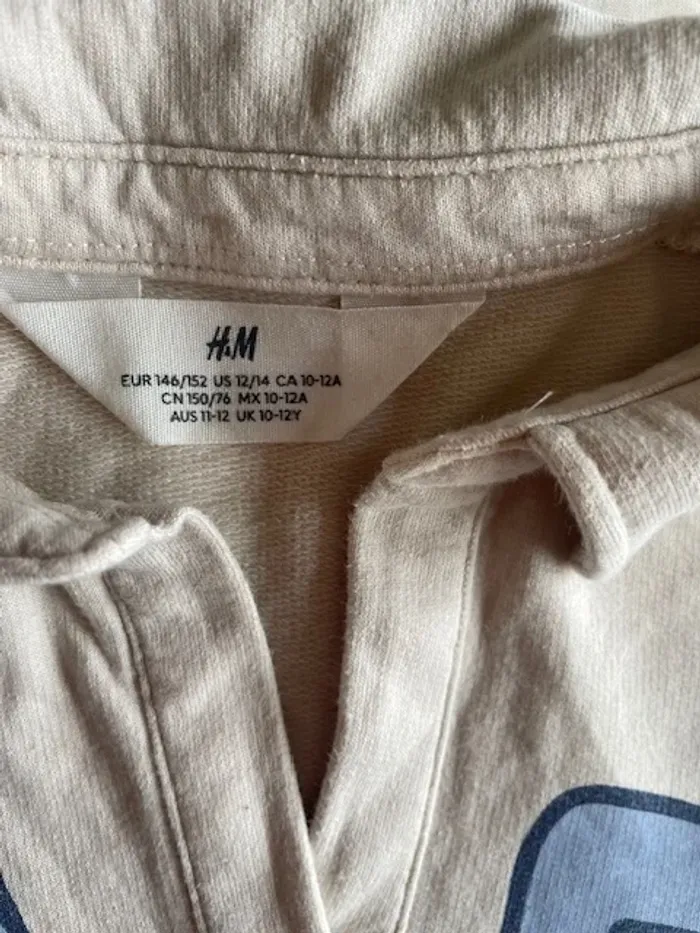 H&M
EUR 146/152 US 12/14 CA 10-12A
CN 150/76 MX 10-12A
AUS 11-12 UK 10-12Y